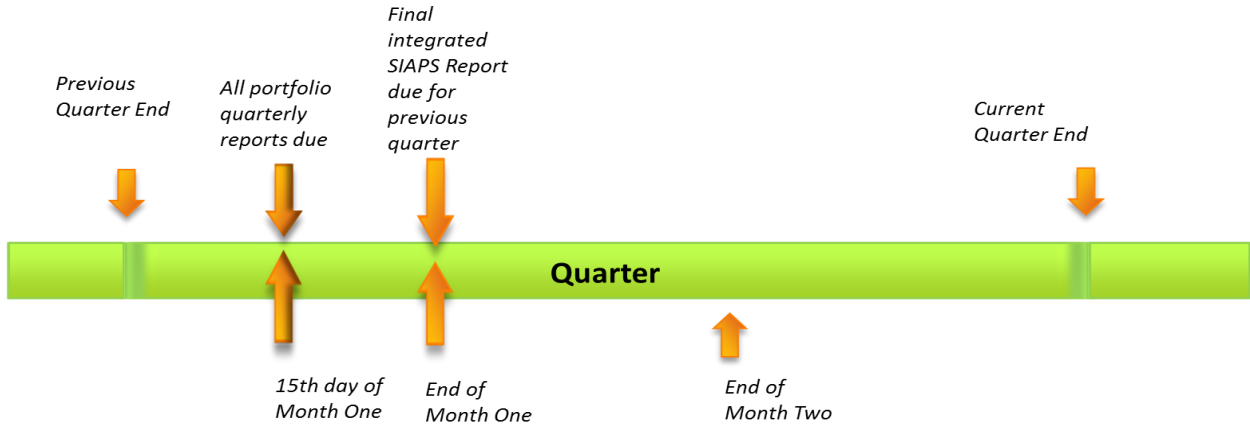 Previous
Quarter End
All portfolio
quarterly
reports due
Final
integrated
SIAPS Report
due for
previous
quarter
Current
Quarter End
Quarter
15th day of
Month One
End of
Month One
End of
Month Two